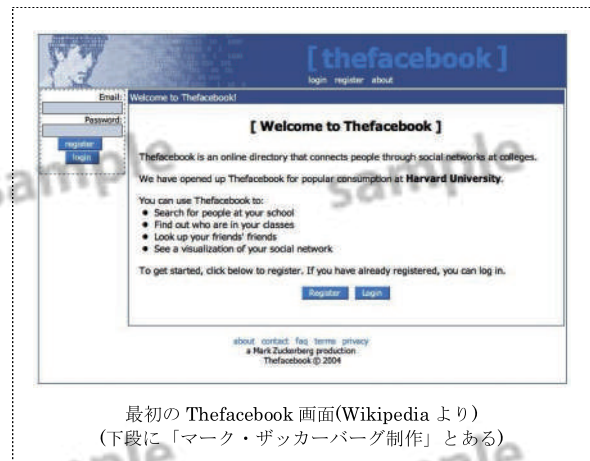 [thefacebook]
login register about
Email:
Password:
register
login
Welcome to Thefacebook!
[ Welcome to Thefacebook ]
Thefacebook is an online directory that connects people through social networks at colleges.
We have opened up Thefacebook for popular consumption at Harvard University.
You can use Thefacebook to:
• Search for people at your school
• Find out who are in your classes
• Look up your friends' friends
• See a visualization of your social network
To get started, click below to register. If you have already registered, you can log in.
Register Login
about contact faq terms privacy
a Mark Zuckerberg production
Thefacebook © 2004
最初の Thefacebook 画面(Wikipedia より)
(下段に「マーク・ザッカーバーグ制作」とある)
sample
sample